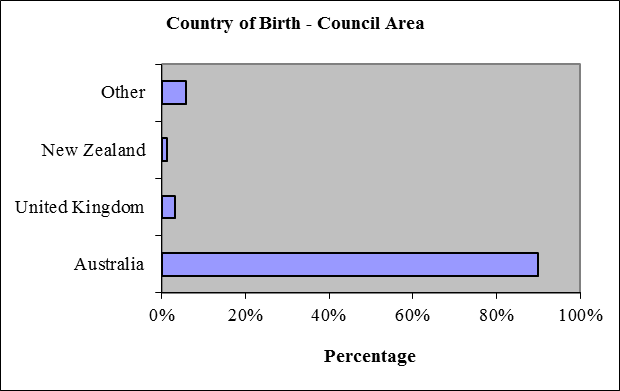 Country of Birth - Council Area
Other
New Zealand
United Kingdom
Australia
0% 20% 40% 60% 80% 100%
Percentage